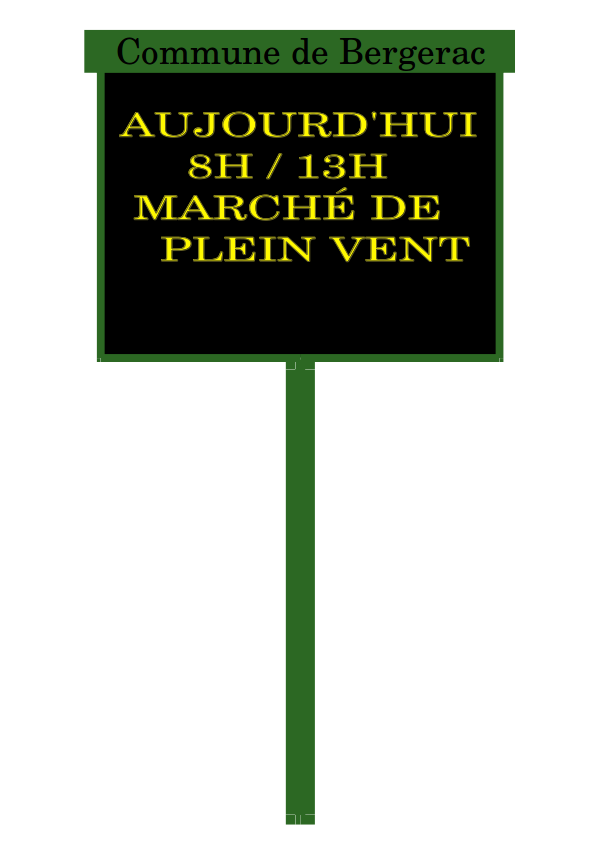 Commune de Bergerac
AUJOURD'HUI
8H / 13H
MARCHÉ DE
PLEIN VENT